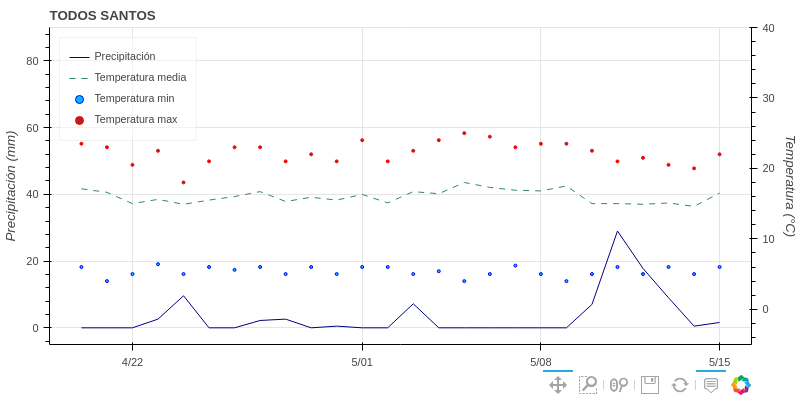 TODOS SANTOS
Precipitación
Temperatura media
Temperatura min
Temperatura max
Precipitación (mm)
80
60
40
20
0
Temperatura (°C)
40
30
20
10
0
4/22
5/01
5/08
5/15